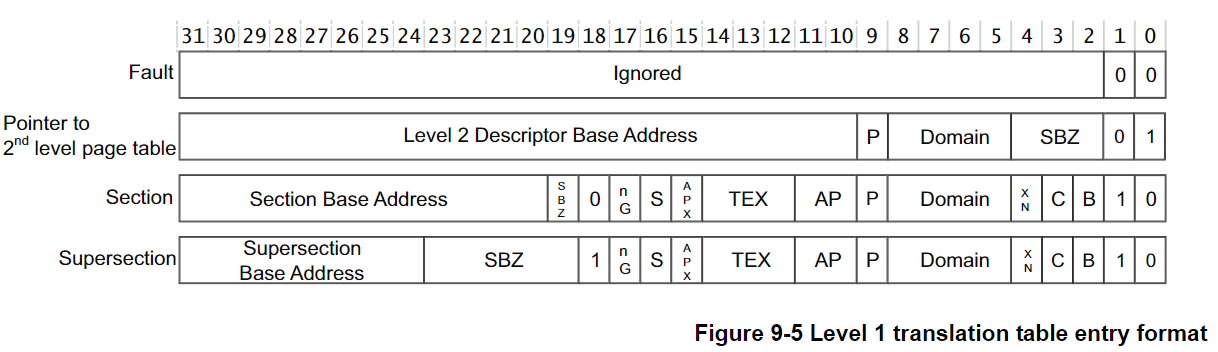 31 30 29 28 27 26 25 24 23 22 21 20 19 18 17 16 15 14 13 12 11 10 9 8 7 6 5 4 3 2 1 0
Fault Ignored 0 0
Pointer to
2nd level page table Level 2 Descriptor Base Address P Domain SBZ 0 1
Section Section Base Address SBZ 0 nG S APX TEX AP P Domain XN C B 1 0
Supersection Supersection
Base Address SBZ 1 nG S APX TEX AP P Domain XN C B 1 0
Figure 9-5 Level 1 translation table entry format